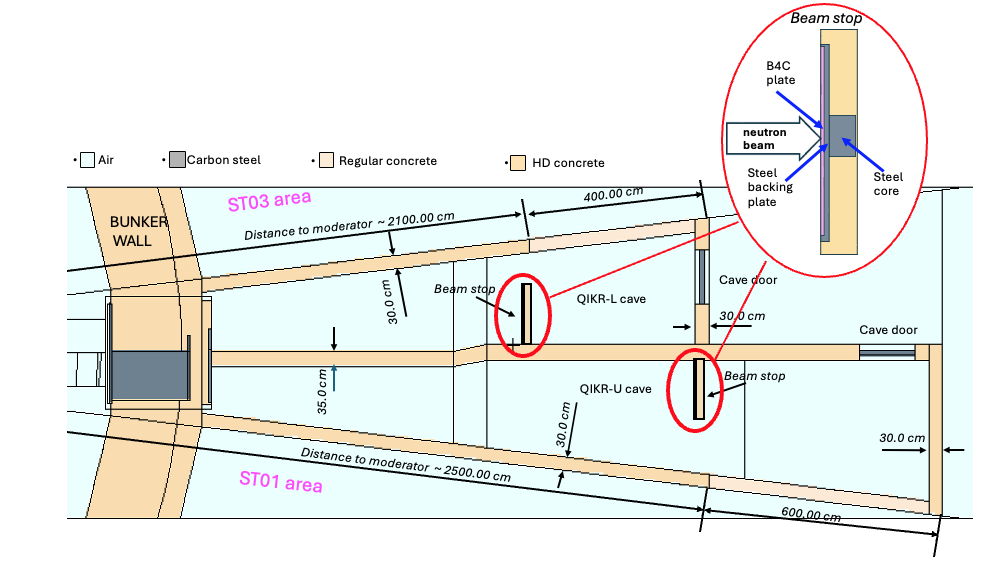 Beam stop
B4C
plate
neutron
beam
Steel
backing
plate
Steel
core
• Air
• Carbon steel
• Regular concrete
• HD concrete
ST03 area
400.00 cm
BUNKER
WALL
Distance to moderator ~ 2100.00 cm
30.0 cm
Beam stop
QIKR-L cave
Cave door
30.0 cm
Cave door
35.0 cm
QIKR-U cave
Beam stop
30.0 cm
30.0 cm
Distance to moderator ~ 2500.00 cm
ST01 area
600.00 cm